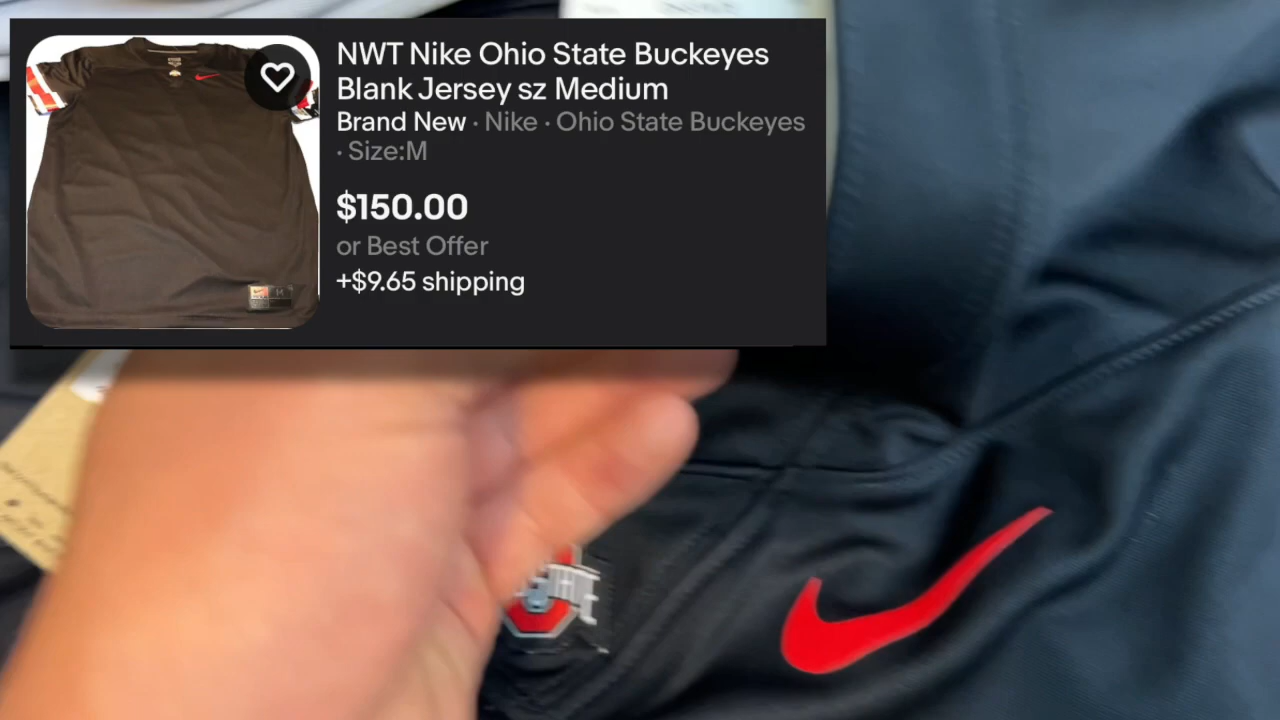 NWT Nike Ohio State Buckeyes
Blank Jersey sz Medium
Brand New · Nike · Ohio State Buckeyes
· Size:M
$150.00
or Best Offer
+$9.65 shipping